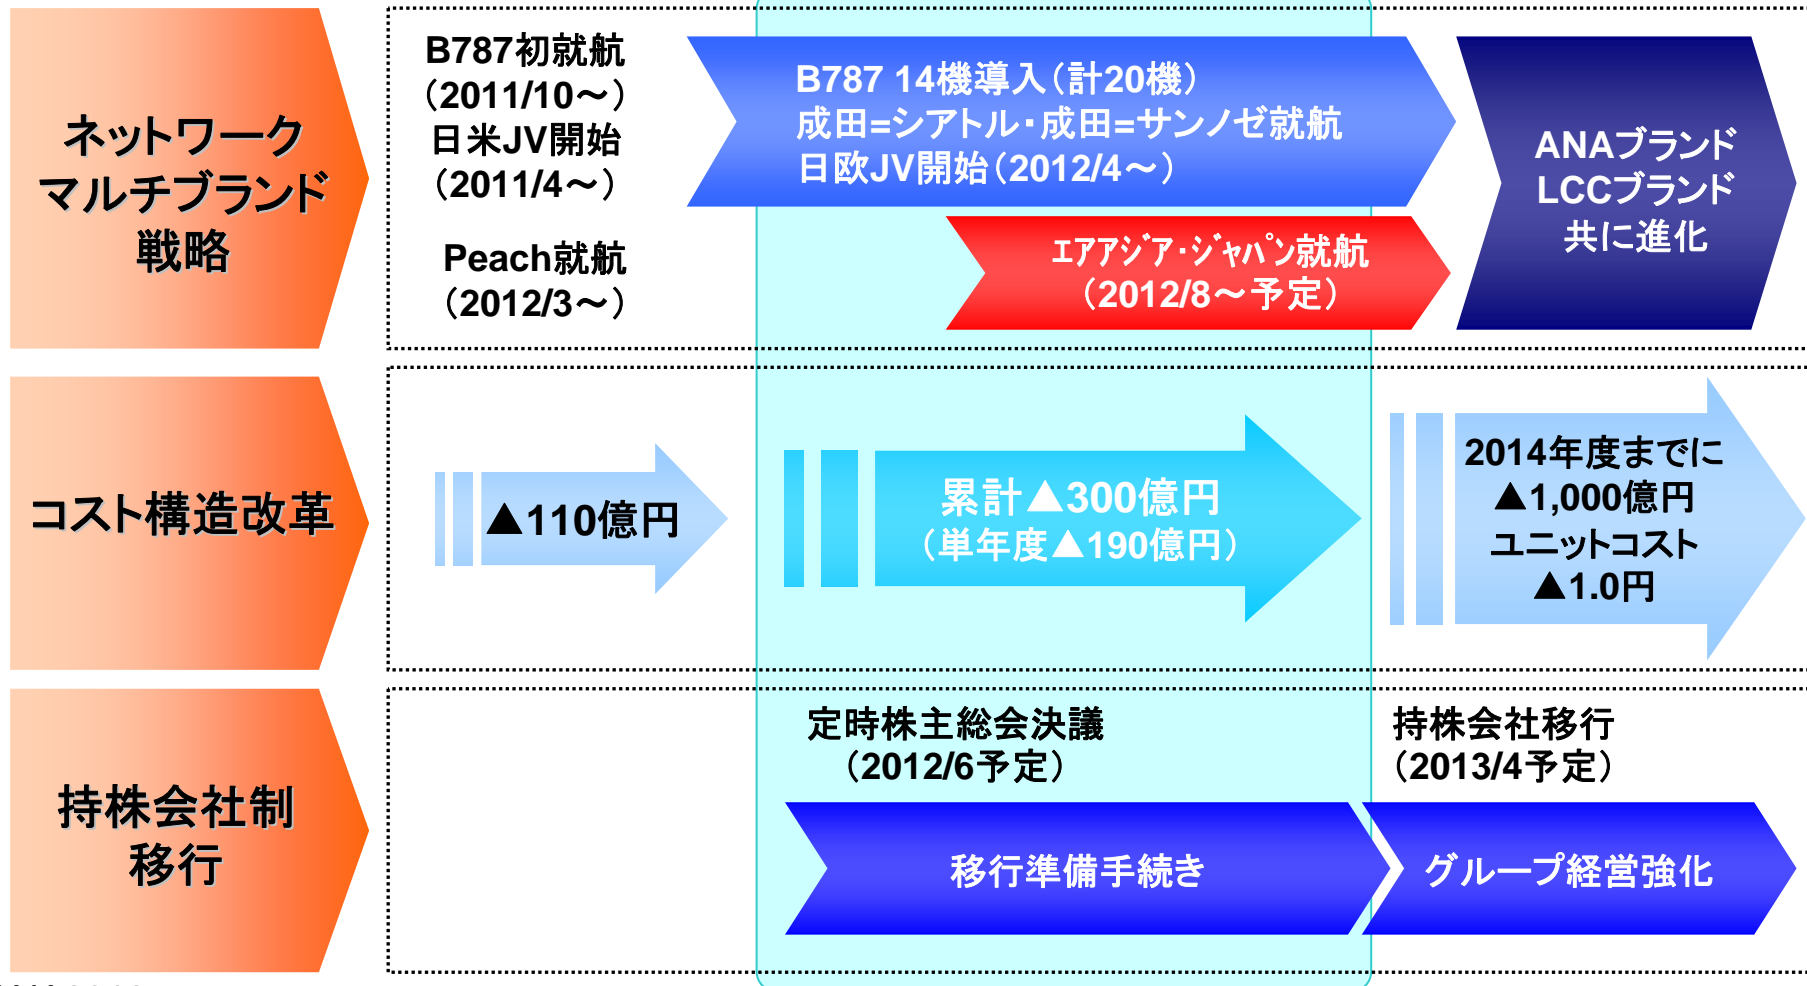 ネットワーク
マルチブランド
戦略
B787初就航
（2011/10～）
日米JV開始
（2011/4～）
Peach就航
（2012/3～）
B787 14機導入（計20機）
成田=シアトル・成田=サンノゼ就航
日欧JV開始（2012/4～）
ｴｱｱｼﾞｱ・ｼﾞｬﾊﾟﾝ就航
（2012/8～予定）
ANAブランド
LCCブランド
共に進化
コスト構造改革
▲110億円
累計▲300億円
（単年度▲190億円）
2014年度までに
▲1,000億円
ユニットコスト
▲1.0円
持株会社制
移行
定時株主総会決議
（2012/6予定）
移行準備手続き
持株会社移行
（2013/4予定）
グループ経営強化